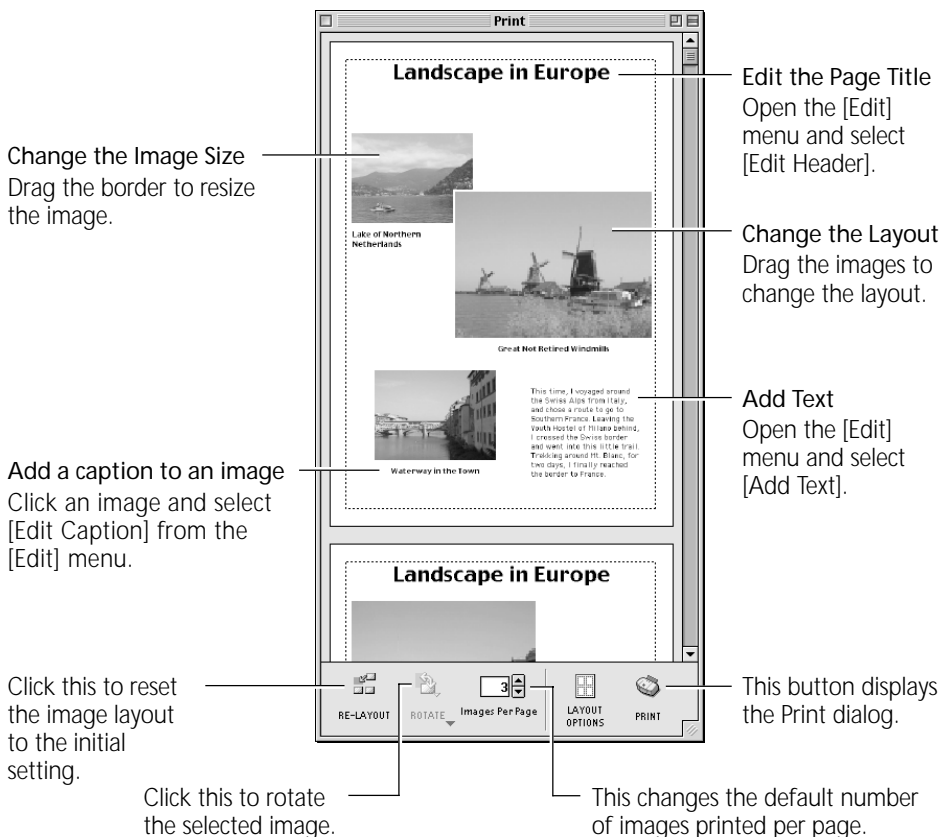 Print
Landscape in Europe
Edit the Page Title
Open the [Edit]
menu and select
[Edit Header].
Change the Image Size
Drag the border to resize
the image.
Lake of Northern
Netherlands
Change the Layout
Drag the images to
change the layout.
Great Not Retired Windmills
This time, I voyaged around
the Swiss Alps from Italy,
and chose a route to go to
Southern France. Leaving the
Youth Hostel of Milano behind,
I crossed the Swiss border
and went into this little trail.
Trekking around Mt. Blanc, for
two days, I finally reached
the border to France.
Add Text
Open the [Edit]
menu and select
[Add Text].
Waterway in the Town
Add a caption to an image
Click an image and select
[Edit Caption] from the
[Edit] menu.
Landscape in Europe
Click this to reset
the image layout
to the initial
setting.
RE-LAYOUT
ROTATE
3
Images Per Page
LAYOUT
OPTIONS
PRINT
This button displays
the Print dialog.
Click this to rotate
the selected image.
This changes the default number
of images printed per page.